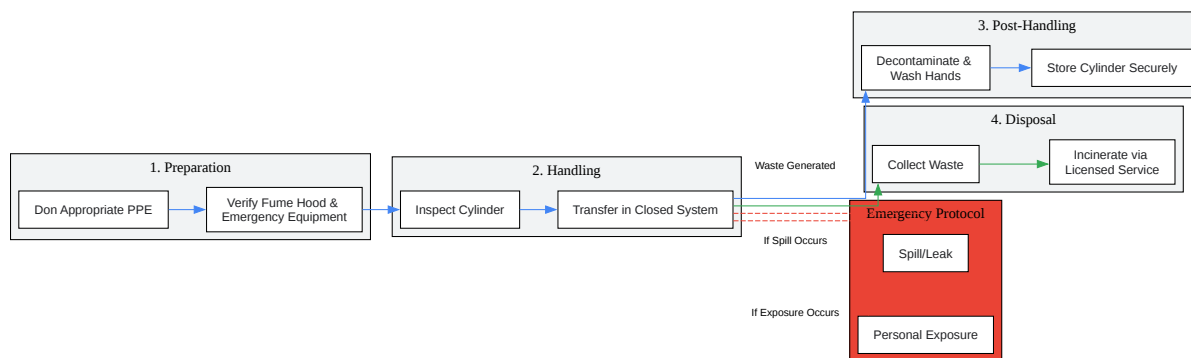 1. Preparation
Don Appropriate PPE
Verify Fume Hood &
Emergency Equipment
2. Handling
Inspect Cylinder
Transfer in Closed System
Waste Generated
If Spill Occurs
If Exposure Occurs
3. Post-Handling
Decontaminate &
Wash Hands
Store Cylinder Securely
4. Disposal
Collect Waste
Incinerate via
Licensed Service
Emergency Protocol
Spill/Leak
Personal Exposure